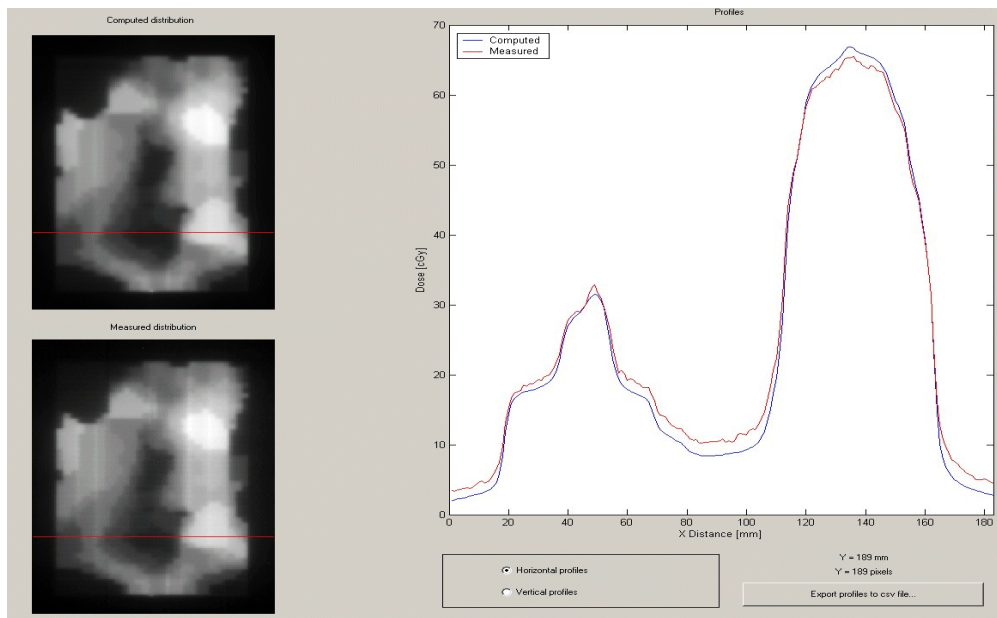 Computed distribution
Measured distribution
Profiles
Computed
Measured
70
60
50
40
30
20
10
0
Dose [cGy]
0 20 40 60 80 100 120 140 160 180
X Distance [mm]
Horizontal profiles
Vertical profiles
Y = 189 mm
Y = 189 pixels
Export profiles to csv file...